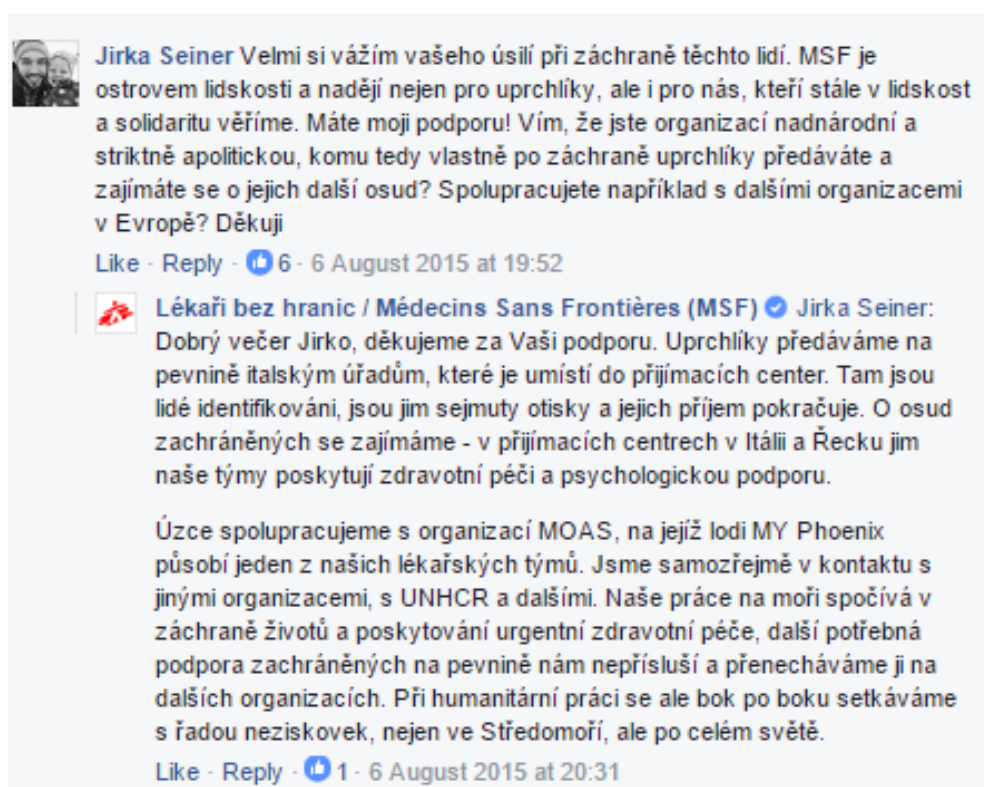 Jirka Seiner Velmi si vážím vašeho úsilí při záchraně těchto lidí. MSF je
ostrovem lidskosti a nadějí nejen pro uprchlíky, ale i pro nás, kteří stále v lidskost
a solidaritu věříme. Máte moji podporu! Vím, že jste organizací nadnárodní a
striktně apolitickou, komu tedy vlastně po záchraně uprchlíky předáváte a
zajímáte se o jejich další osud? Spolupracujete například s dalšími organizacemi
v Evropě? Děkuji
Like · Reply · 6 · 6 August 2015 at 19:52
Lékaři bez hranic / Médecins Sans Frontières (MSF) Jirka Seiner:
Dobrý večer Jirko, děkujeme za Vaši podporu. Uprchlíky předáváme na
pevnině italským úřadům, které je umístí do přijímacích center. Tam jsou
lidé identifikováni, jsou jim sejmuty otisky a jejich příjem pokračuje. O osud
zachráněných se zajímáme - v přijímacích centrech v Itálii a Řecku jim
naše týmy poskytují zdravotní péči a psychologickou podporu.
Úzce spolupracujeme s organizací MOAS, na jejíž lodi MY Phoenix
působí jeden z našich lékařských týmů. Jsme samozřejmě v kontaktu s
jinými organizacemi, s UNHCR a dalšími. Naše práce na moři spočívá v
záchraně životů a poskytování urgentní zdravotní péče, další potřebná
podpora zachráněných na pevnině nám nepřísluší a přenecháváme ji na
dalších organizacích. Při humanitární práci se ale bok po boku setkáváme
s řadou neziskovek, nejen ve Středomoří, ale po celém světě.
Like · Reply · 1 · 6 August 2015 at 20:31